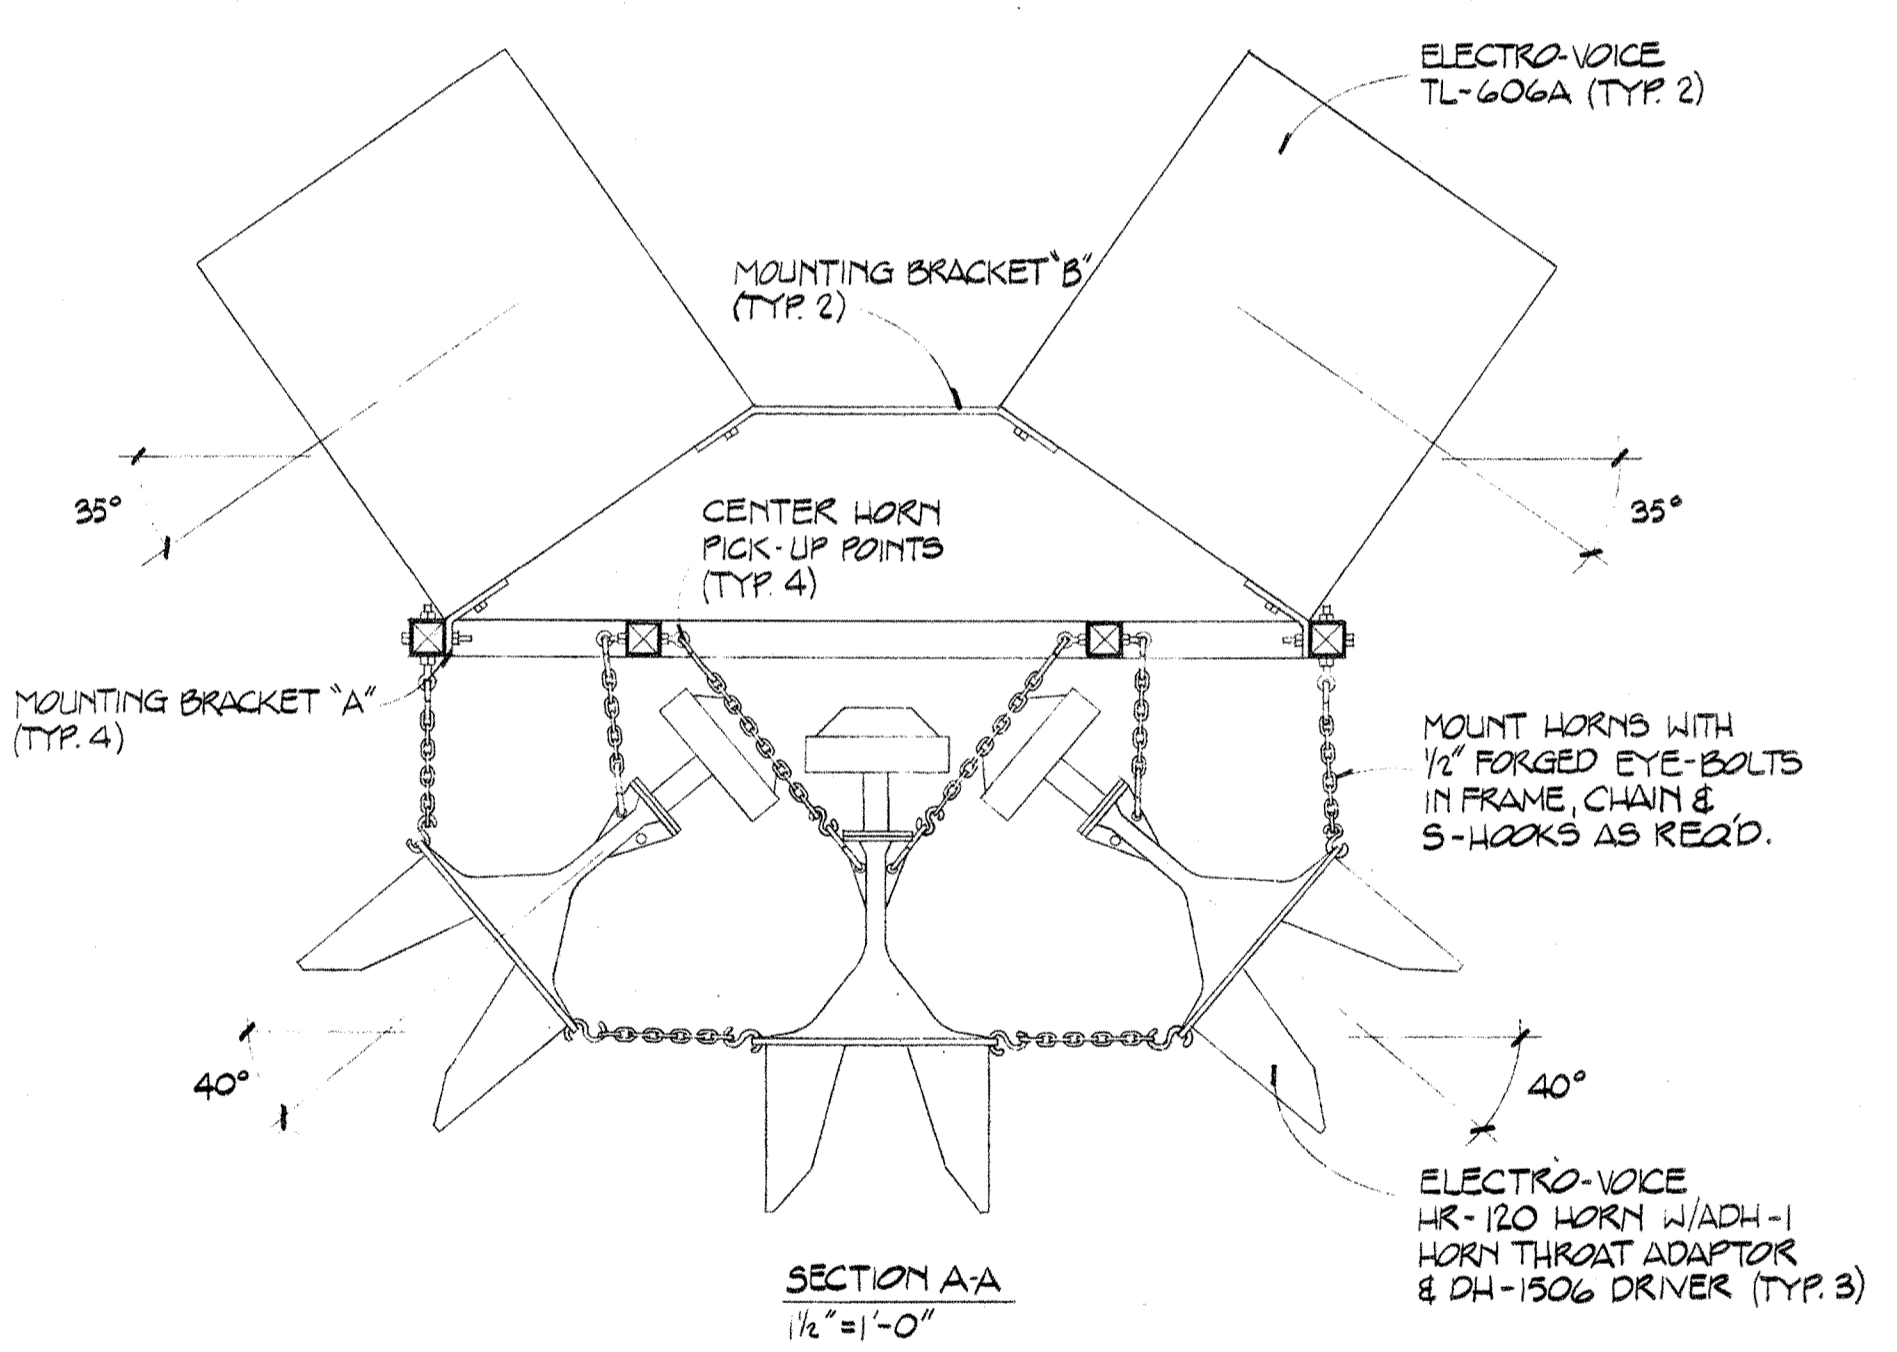 ELECTRO-VOICE
TL-606A (TYP. 2)
MOUNTING BRACKET "B"
(TYP. 2)
35°
CENTER HORN
PICK-UP POINTS
(TYP. 4)
35°
MOUNTING BRACKET "A"
(TYP. 4)
MOUNT HORNS WITH
1/2" FORGED EYE-BOLTS
IN FRAME, CHAIN &
S-HOOKS AS REQ'D.
40°
40°
ELECTRO-VOICE
HR-120 HORN W/ADH-1
HORN THROAT ADAPTOR
& DH-1506 DRIVER (TYP. 3)
SECTION A-A
1 1/2" = 1'-0"